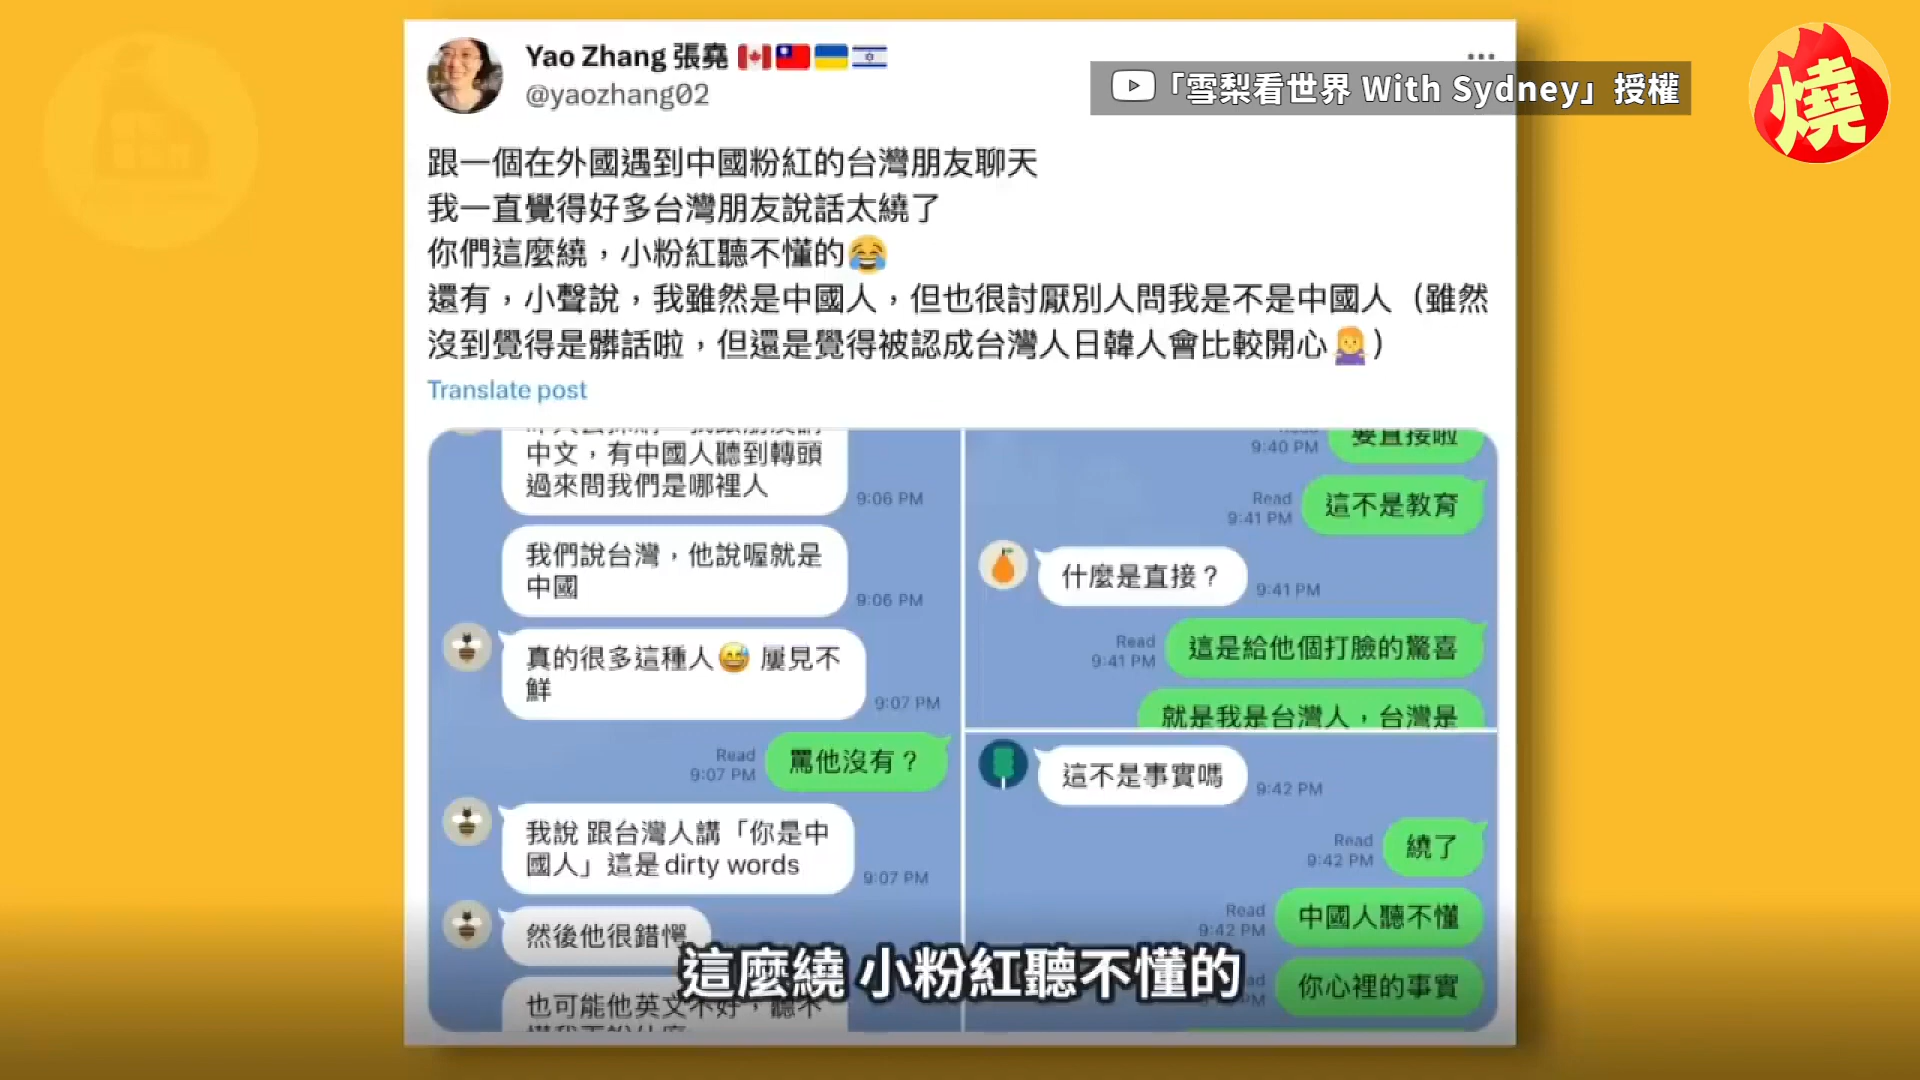 Yao Zhang 張堯
@yaozhang02
「雪梨看世界 With Sydney」授權
燒
跟一個在外國遇到中國粉紅的台灣朋友聊天
我一直覺得好多台灣朋友說話太繞了
你們這麼繞，小粉紅聽不懂的😂
還有，小聲說，我雖然是中國人，但也很討厭別人問我是不是中國人（雖然
沒到覺得是髒話啦，但還是覺得被認成台灣人日韓人會比較開心🤷‍♀️）
Translate post
中文，有中國人聽到轉頭
過來問我們是哪裡人
9:06 PM
我們說台灣，他說喔就是
中國
9:06 PM
真的很多這種人😅 屢見不
鮮
9:07 PM
罵他沒有？
Read
9:07 PM
我說 跟台灣人講「你是中
國人」這是 dirty words
9:07 PM
然後他很錯愕
也可能他英文不好，聽不
要直接啦
9:40 PM
這不是教育
Read
9:41 PM
什麼是直接？
9:41 PM
這是給他個打臉的驚喜
Read
9:41 PM
就是我是台灣人，台灣是
這不是事實嗎
9:42 PM
繞了
Read
9:42 PM
中國人聽不懂
Read
9:42 PM
你心裡的事實
這麼繞 小粉紅聽不懂的